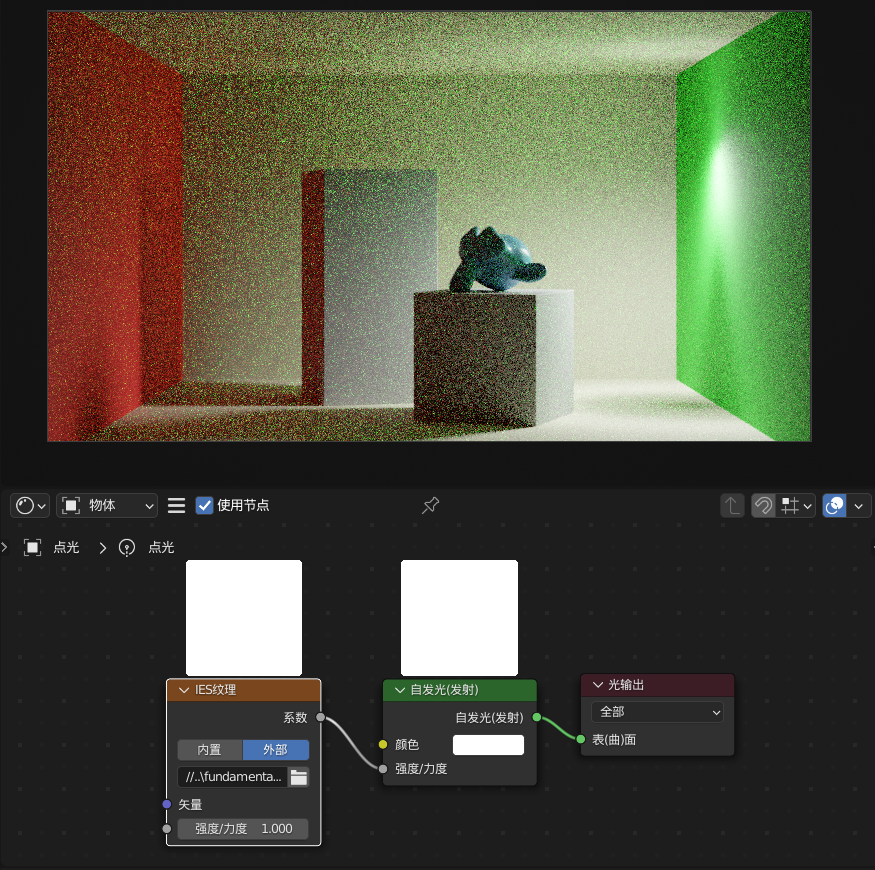 物体
使用节点
点光
点光
IES纹理
系数
内置
外部
//..\fundamenta...
矢量
强度/力度 1.000
自发光(发射)
自发光(发射)
颜色
强度/力度
光输出
全部
表(曲)面